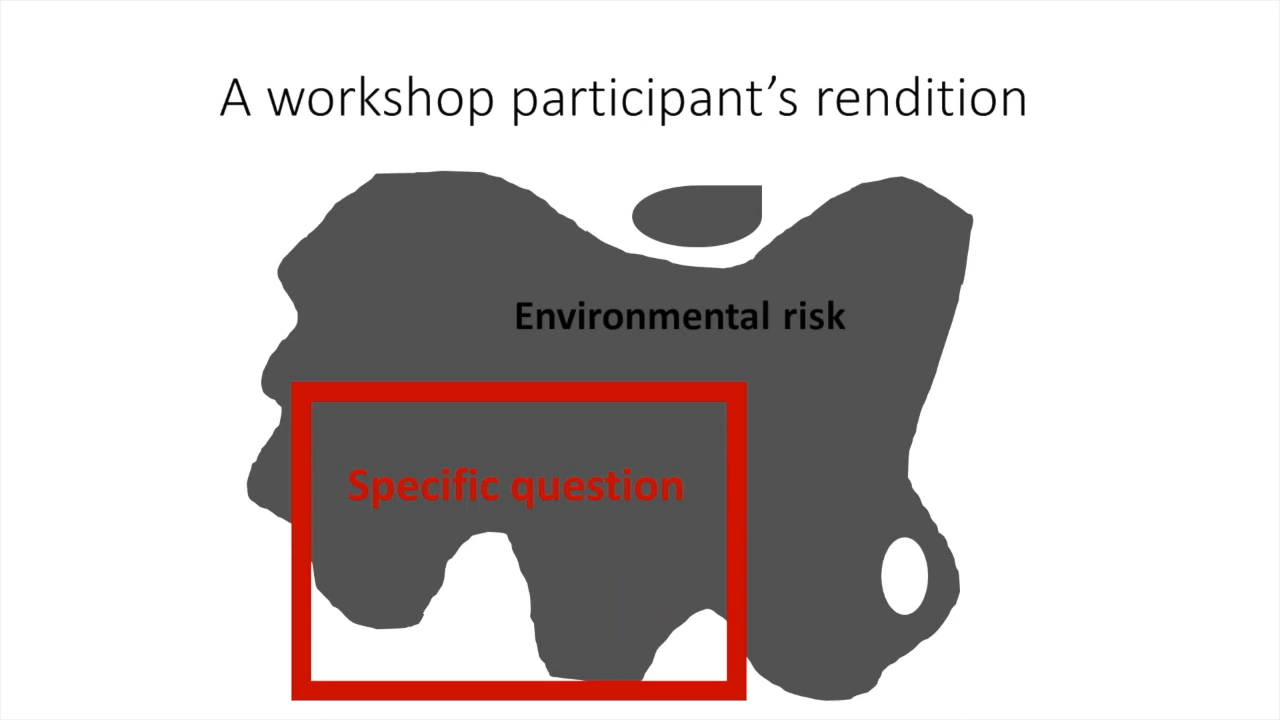 A workshop participant’s rendition
Environmental risk
Specific question